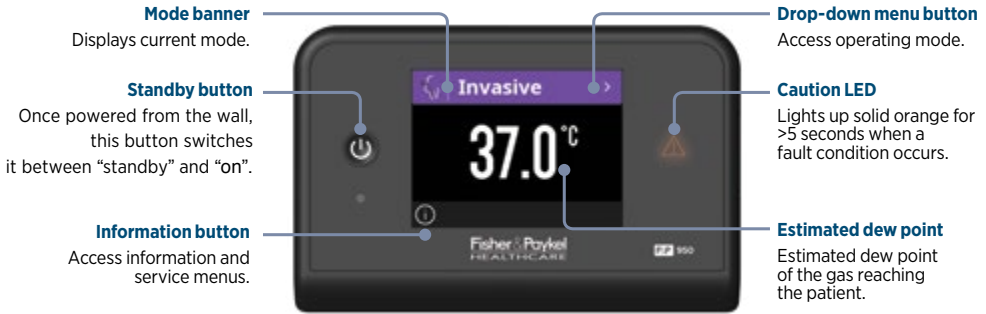 Mode banner
Displays current mode.
Standby button
Once powered from the wall,
this button switches
it between “standby” and “on”.
Information button
Access information and
service menus.
Invasive
37.0°C
Fisher&Paykel
HEALTHCARE
F&P 950
Drop-down menu button
Access operating mode.
Caution LED
Lights up solid orange for
>5 seconds when a
fault condition occurs.
Estimated dew point
Estimated dew point
of the gas reaching
the patient.